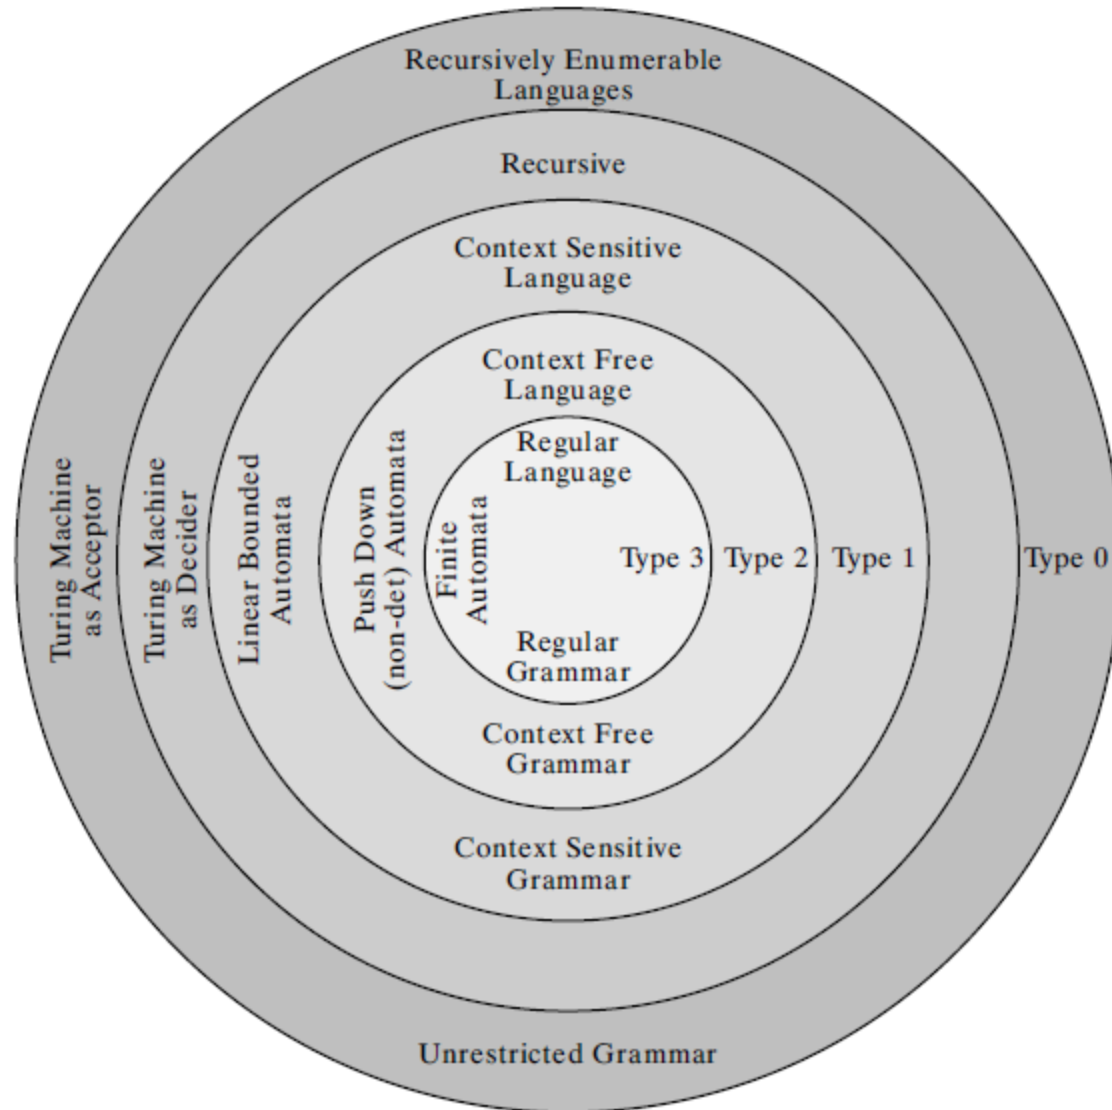 Recursively Enumerable
Languages
Recursive
Context Sensitive
Language
Context Free
Language
Regular
Language
Turing Machine
as Acceptor
Turing Machine
as Decider
Linear Bounded
Automata
Push Down
(non-det) Automata
Finite
Automata
Type 3
Type 2
Type 1
Type 0
Regular
Grammar
Context Free
Grammar
Context Sensitive
Grammar
Unrestricted Grammar